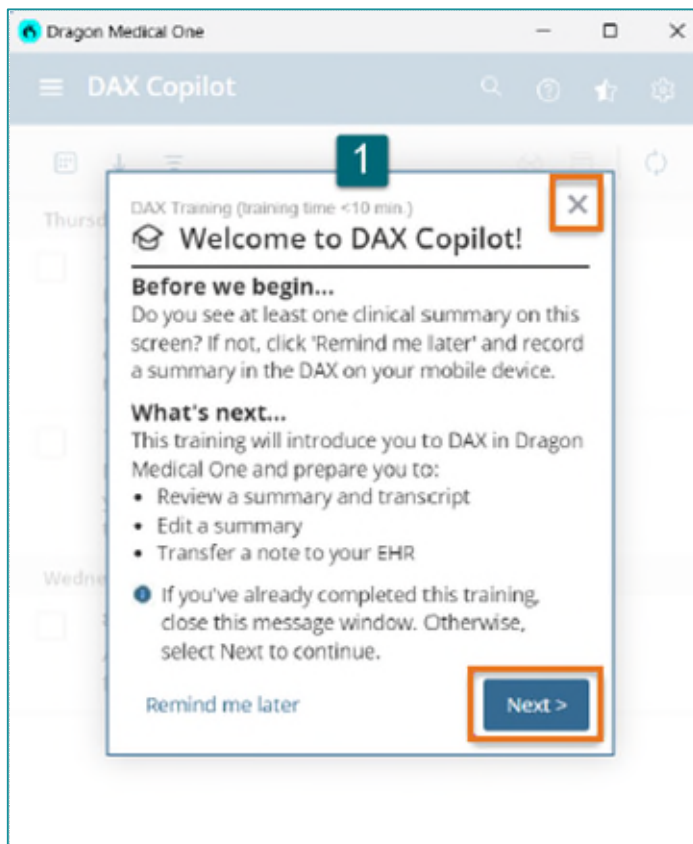 Dragon Medical One
DAX Copilot
1
Thursd
DAX Training (training time <10 min.)
Welcome to DAX Copilot!
Before we begin...
Do you see at least one clinical summary on this
screen? If not, click 'Remind me later' and record
a summary in the DAX on your mobile device.
What's next...
This training will introduce you to DAX in Dragon
Medical One and prepare you to:
• Review a summary and transcript
• Edit a summary
• Transfer a note to your EHR
Wedne
If you've already completed this training,
close this message window. Otherwise,
select Next to continue.
Remind me later
Next >